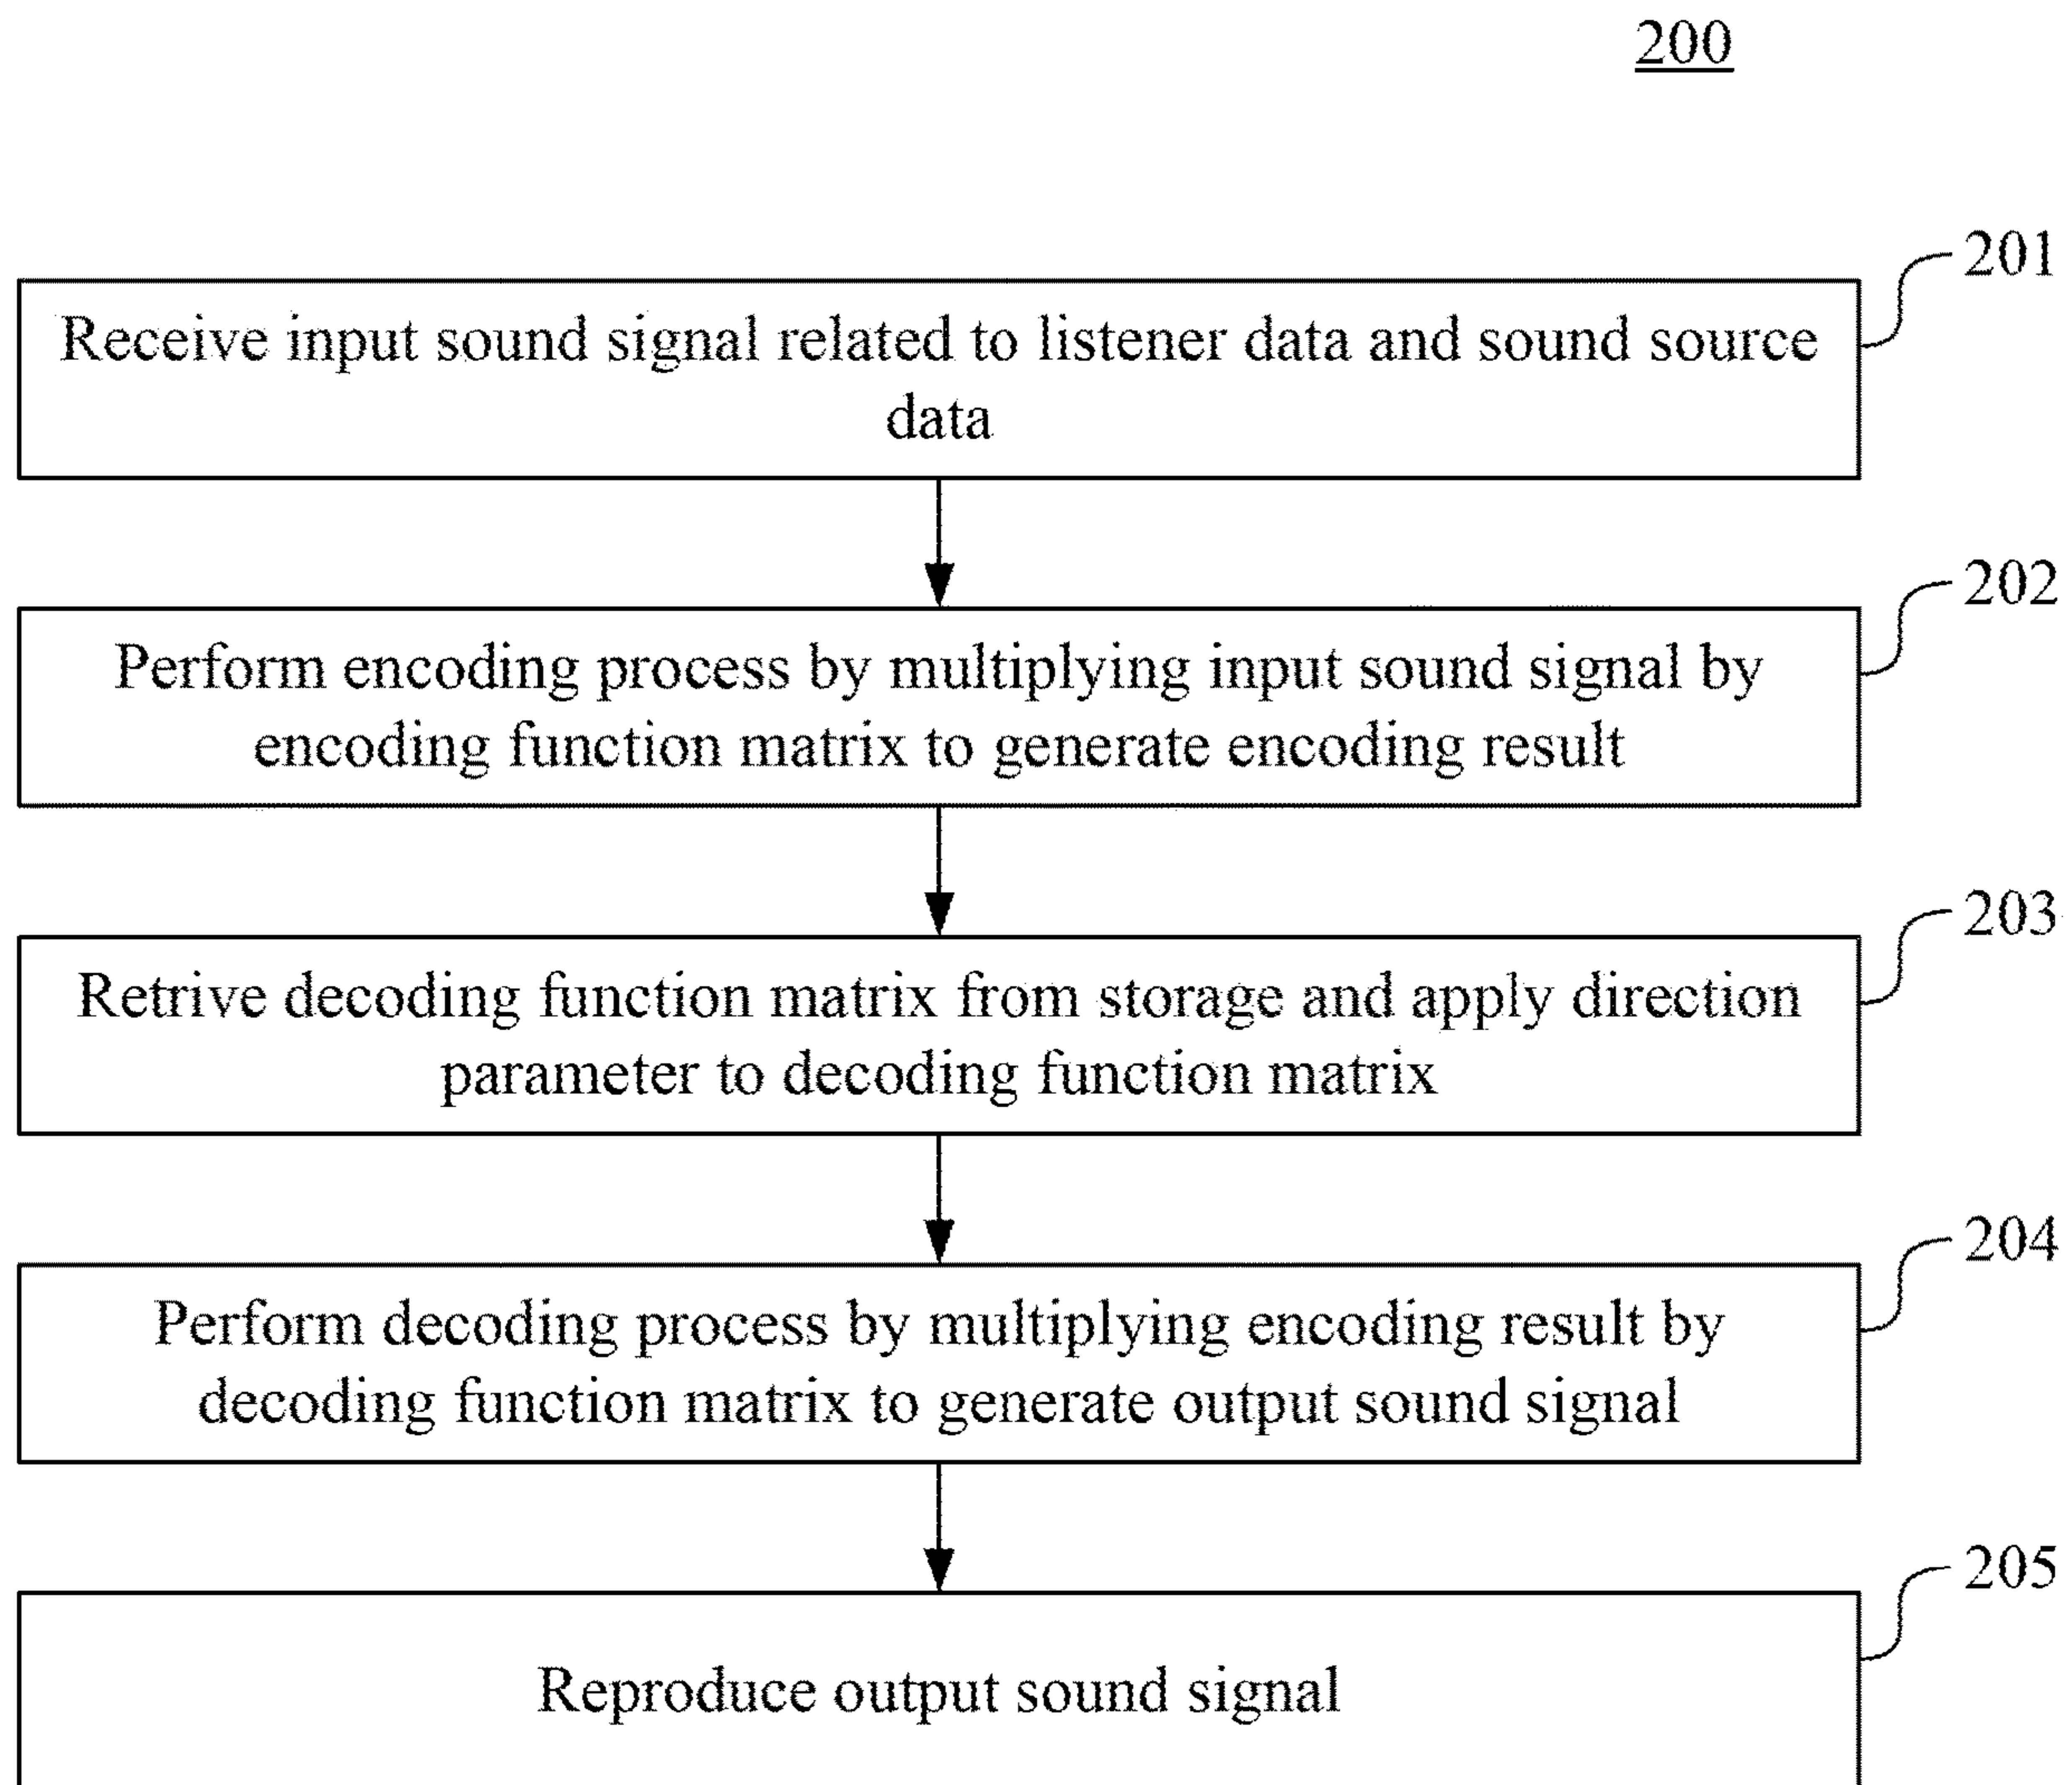 200
201
Receive input sound signal related to listener data and sound source
data
202
Perform encoding process by multiplying input sound signal by
encoding function matrix to generate encoding result
203
Retrive decoding function matrix from storage and apply direction
parameter to decoding function matrix
204
Perform decoding process by multiplying encoding result by
decoding function matrix to generate output sound signal
205
Reproduce output sound signal